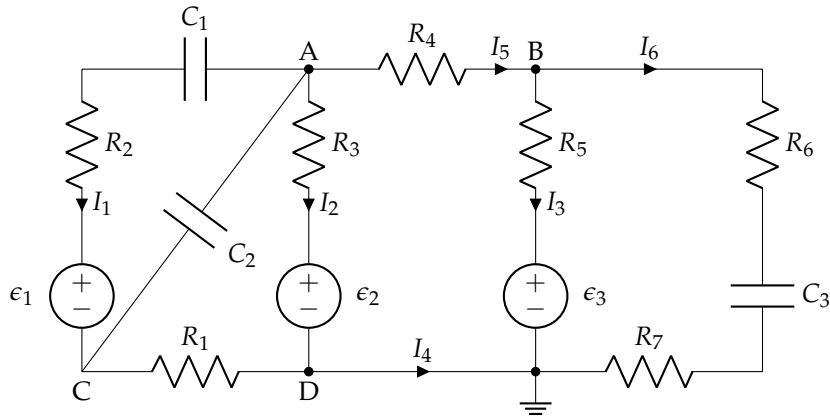 C1
A
R4
I5
B
I6
R2
R3
R5
R6
I1
I2
I3
C2
ϵ1
+
−
+
−
ϵ2
+
−
ϵ3
C3
R1
I4
R7
C
D